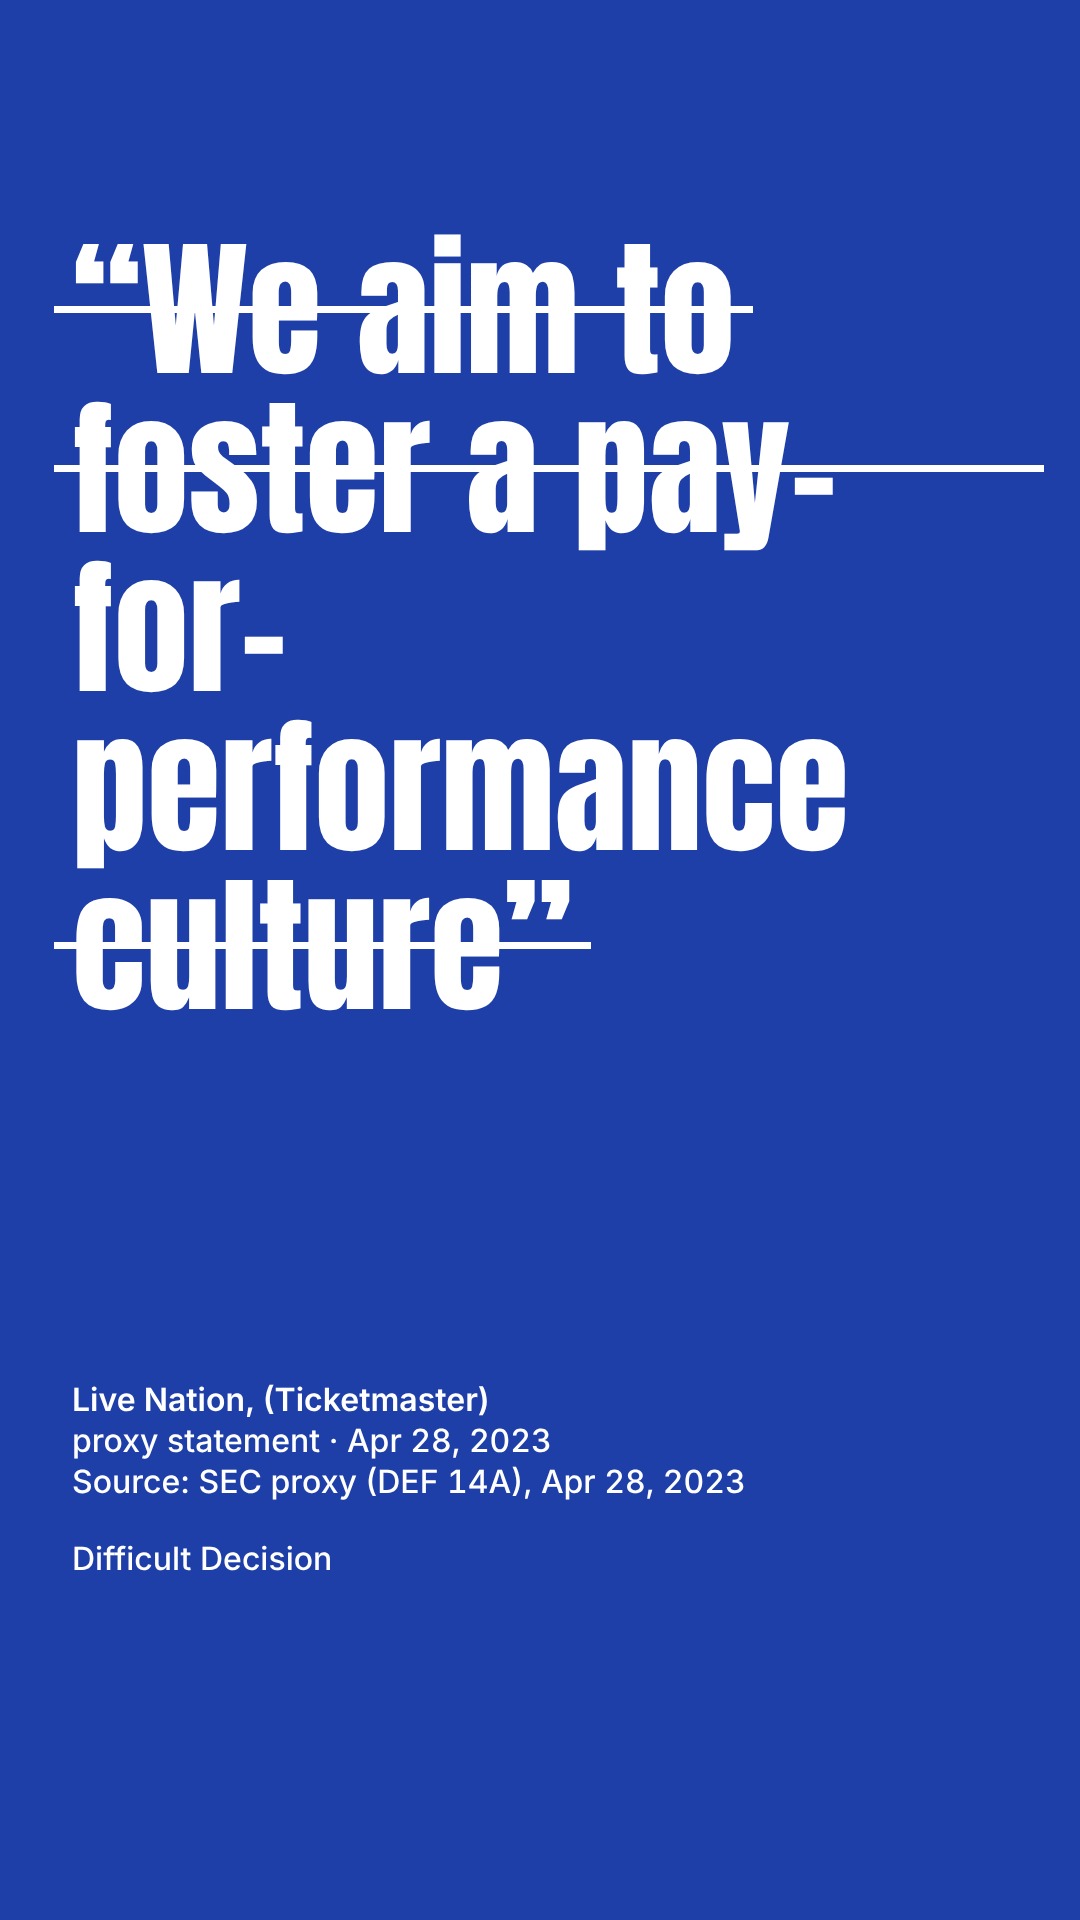 “We aim to
foster a pay-
for-
performance
culture”
Live Nation, (Ticketmaster)
proxy statement · Apr 28, 2023
Source: SEC proxy (DEF 14A), Apr 28, 2023
Difficult Decision